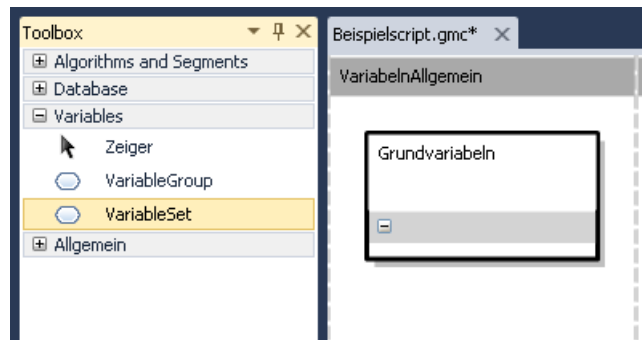 Toolbox
Algorithms and Segments
Database
Variables
Zeiger
VariableGroup
VariableSet
Allgemein
Beispielscript.gmc*
VariabelnAllgemein
Grundvariabeln